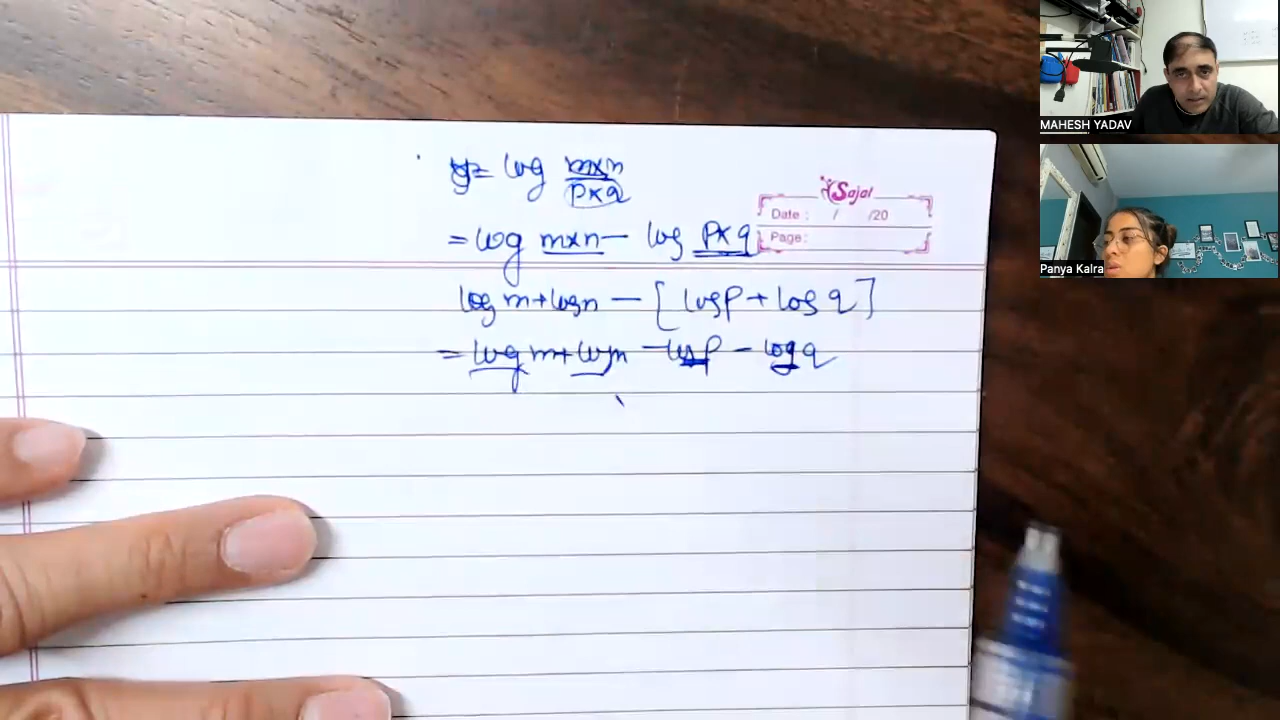 y = log m×n
p×q
= log m×n – log p×q
log m + log n – [ log p + log q ]
= log m + log n – log p – log q
Sajal
Date : / /20
Page:
MAHESH YADAV
Panya Kalra